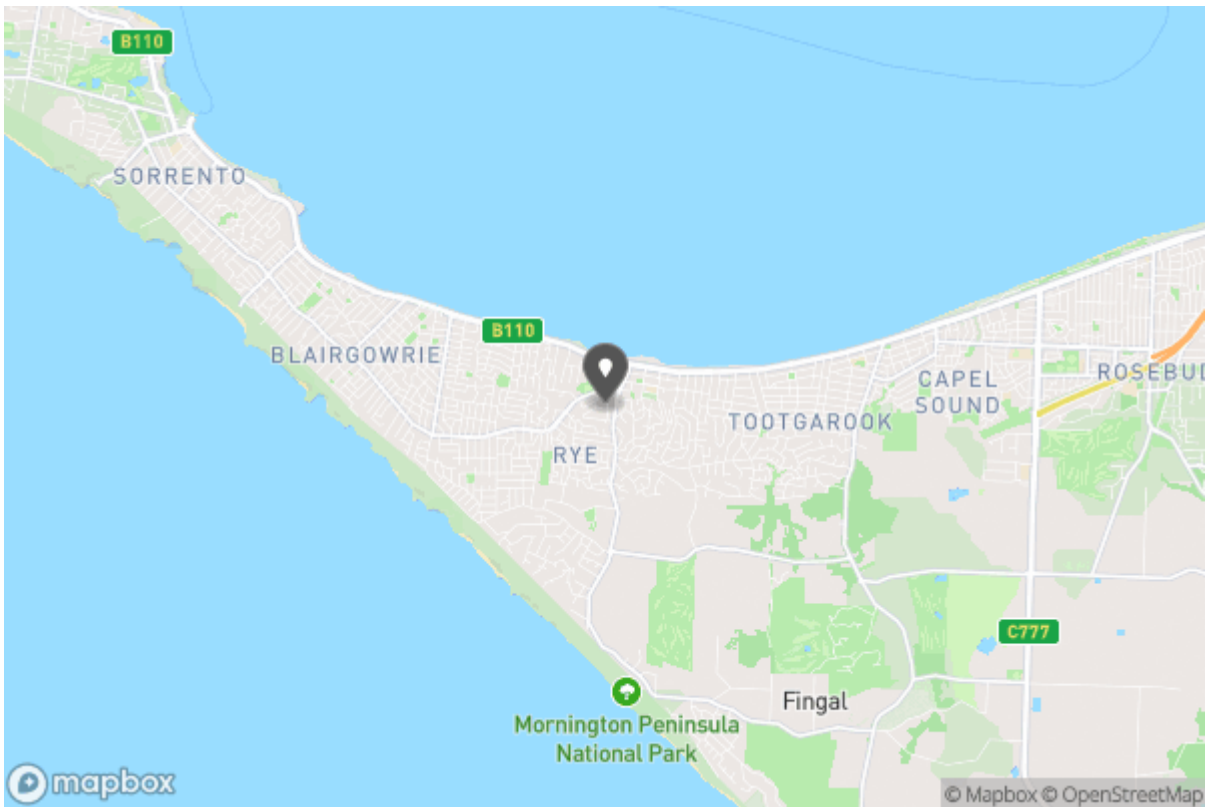 B110
SORRENTO
B110
BLAIRGOWRIE
ROSEBUD
CAPEL
SOUND
TOOTGAROOK
RYE
C777
Fingal
Mornington Peninsula
National Park
mapbox
© Mapbox © OpenStreetMap